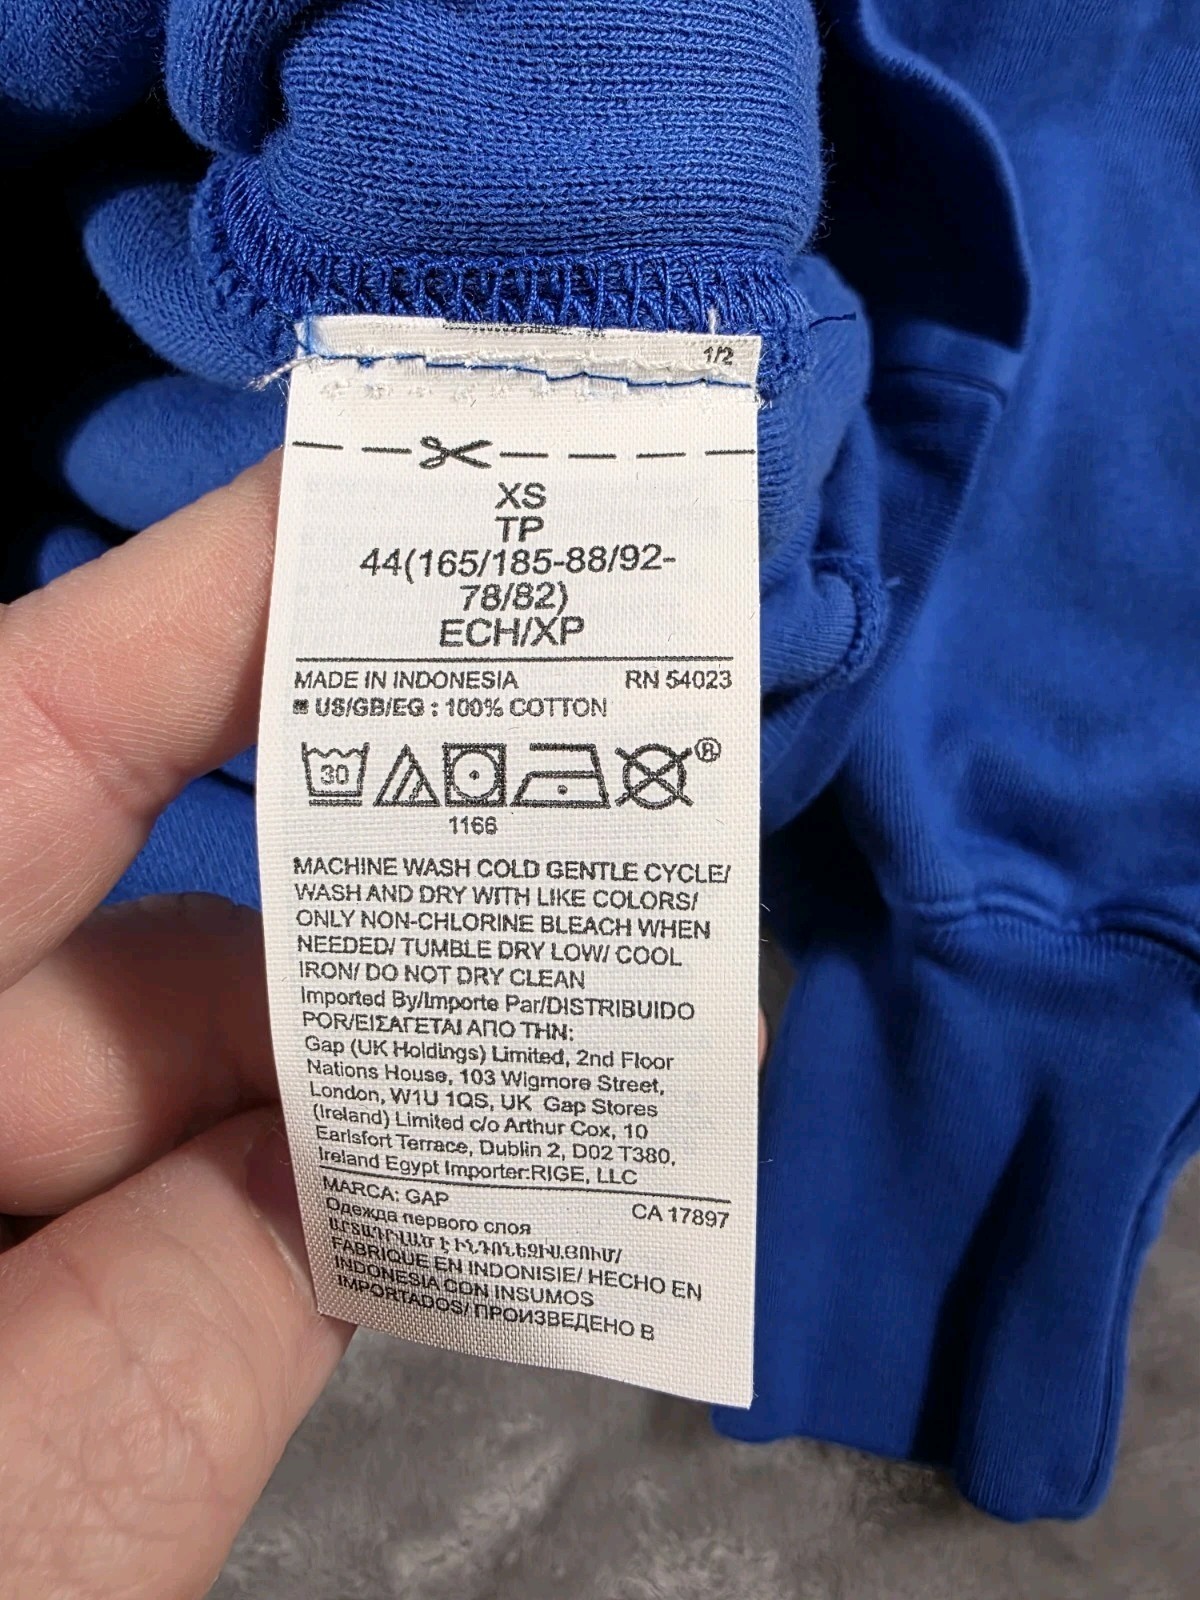 1/2
XS
TP
44(165/185-88/92-
78/82)
ECH/XP
MADE IN INDONESIA RN 54023
US/GB/EG : 100% COTTON
30
®
1166
MACHINE WASH COLD GENTLE CYCLE/
WASH AND DRY WITH LIKE COLORS/
ONLY NON-CHLORINE BLEACH WHEN
NEEDED/ TUMBLE DRY LOW/ COOL
IRON/ DO NOT DRY CLEAN
Imported By/Importe Par/DISTRIBUIDO
POR/ΕΙΣΑΓΕΤΑΙ ΑΠΟ ΤΗΝ:
Gap (UK Holdings) Limited, 2nd Floor
Nations House, 103 Wigmore Street,
London, W1U 1QS, UK Gap Stores
(Ireland) Limited c/o Arthur Cox, 10
Earlsfort Terrace, Dublin 2, D02 T380,
Ireland Egypt Importer:RIGE, LLC
MARCA: GAP CA 17897
Одежда первого слоя
ԱՐՏԱԴՐՎԱԾ Է ԻՆԴՈՆԵԶԻԱՅՈՒՄ/
FABRIQUE EN INDONISIE/ HECHO EN
INDONESIA CON INSUMOS
IMPORTADOS/ ПРОИЗВЕДЕНО В